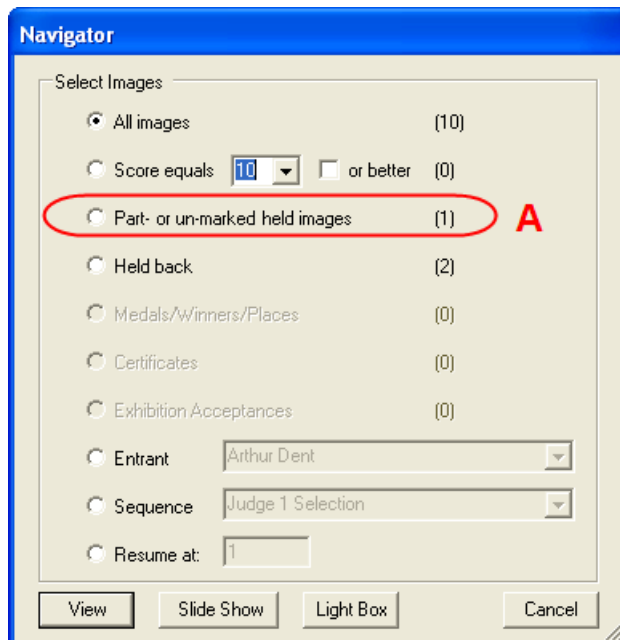 Navigator
Select Images
All images (10)
Score equals 10 or better (0)
Part- or un-marked held images (1) A
Held back (2)
Medals/Winners/Places (0)
Certificates (0)
Exhibition Acceptances (0)
Entrant Arthur Dent
Sequence Judge 1 Selection
Resume at: 1
View Slide Show Light Box Cancel